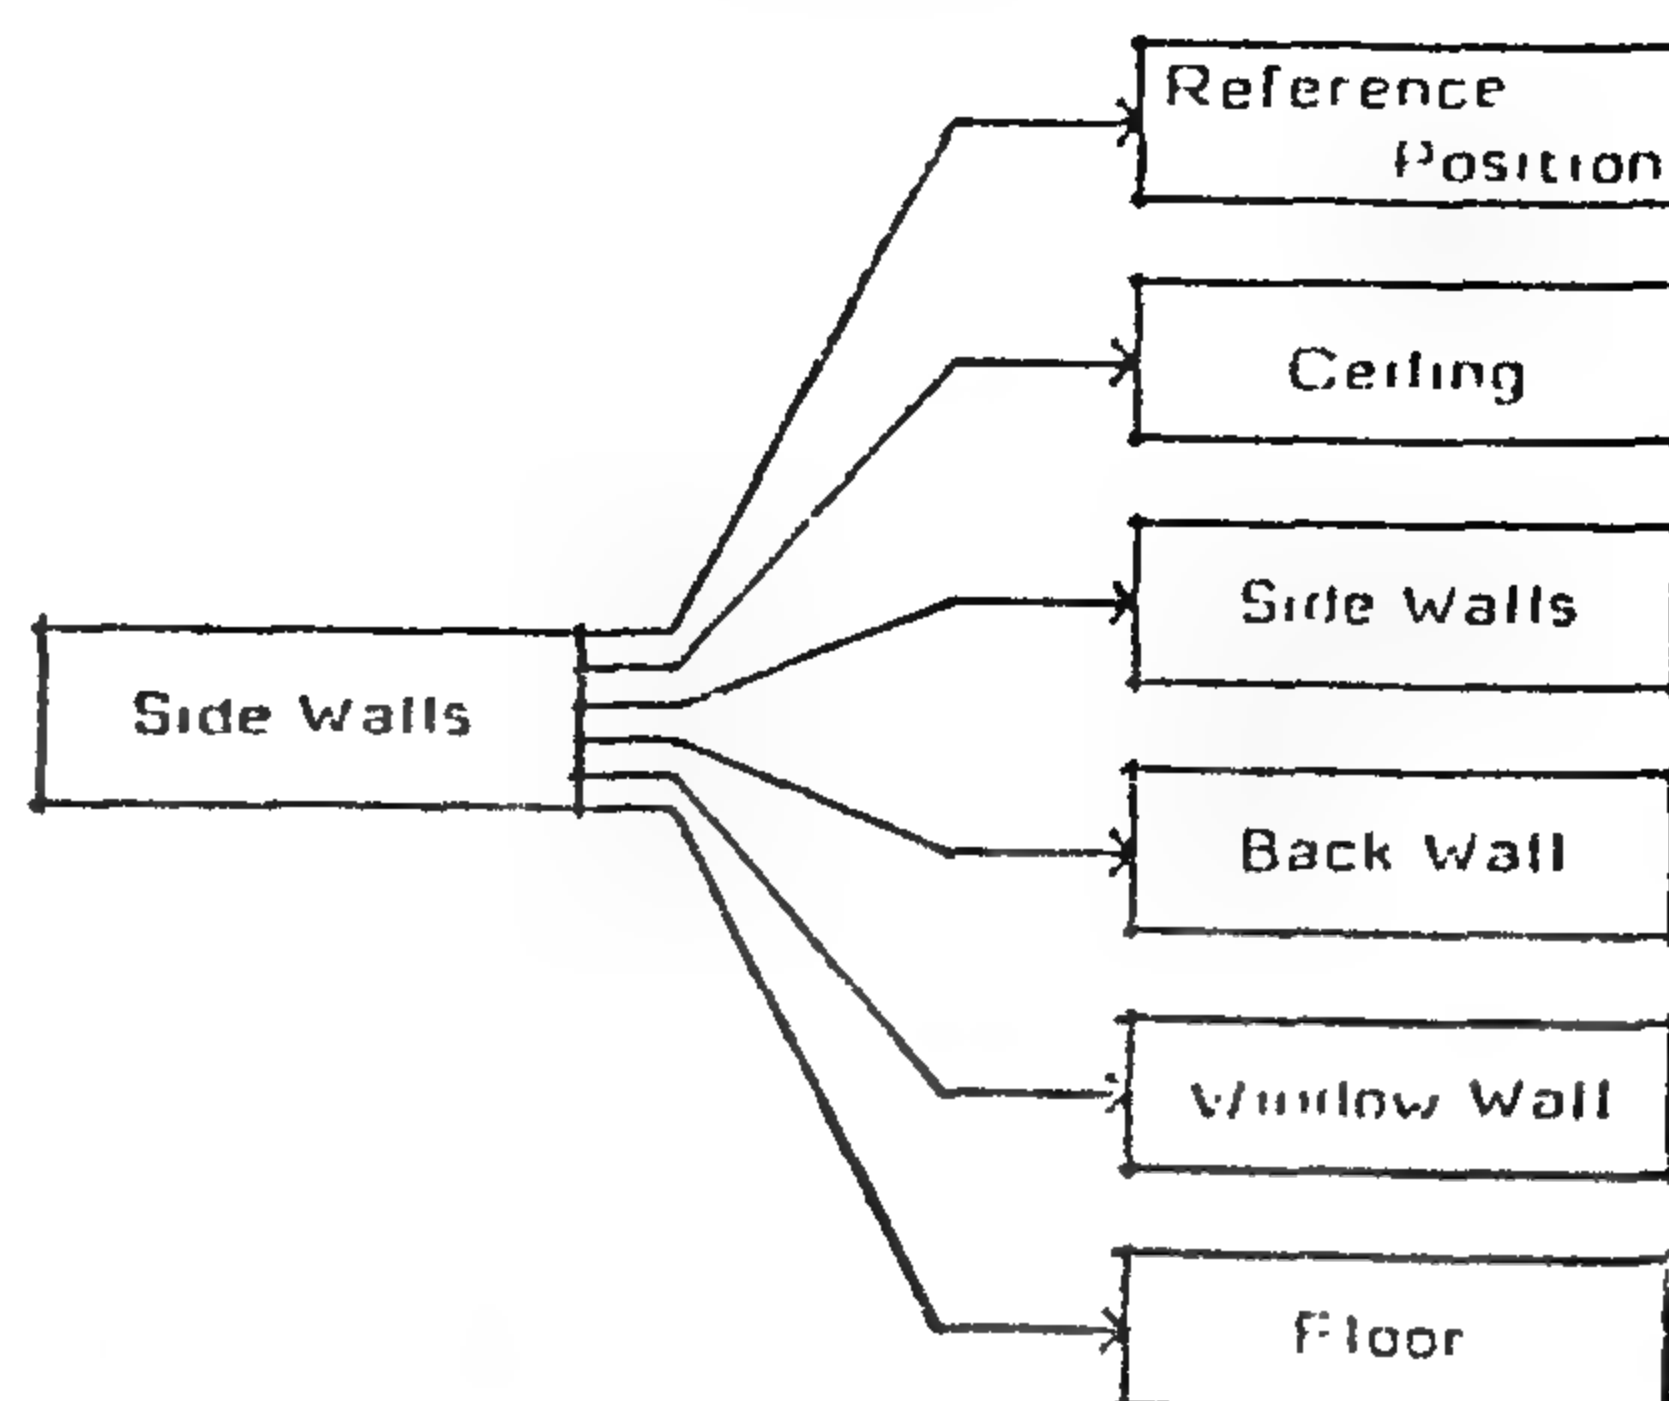 Reference
Position
Ceiling
Side Walls
Side Walls
Back Wall
Window Wall
Floor